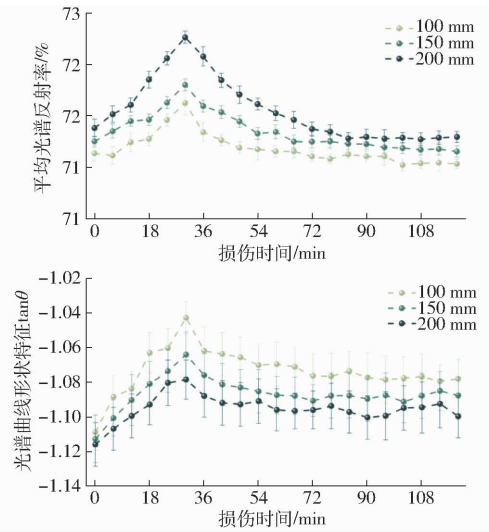 平均光谱反射率/%
73
72
72
71
71
100 mm
150 mm
200 mm
0 18 36 54 72 90 108
损伤时间/min
光谱曲线形状特征tanθ
-1.02
-1.04
-1.06
-1.08
-1.10
-1.12
-1.14
100 mm
150 mm
200 mm
0 18 36 54 72 90 108
损伤时间/min